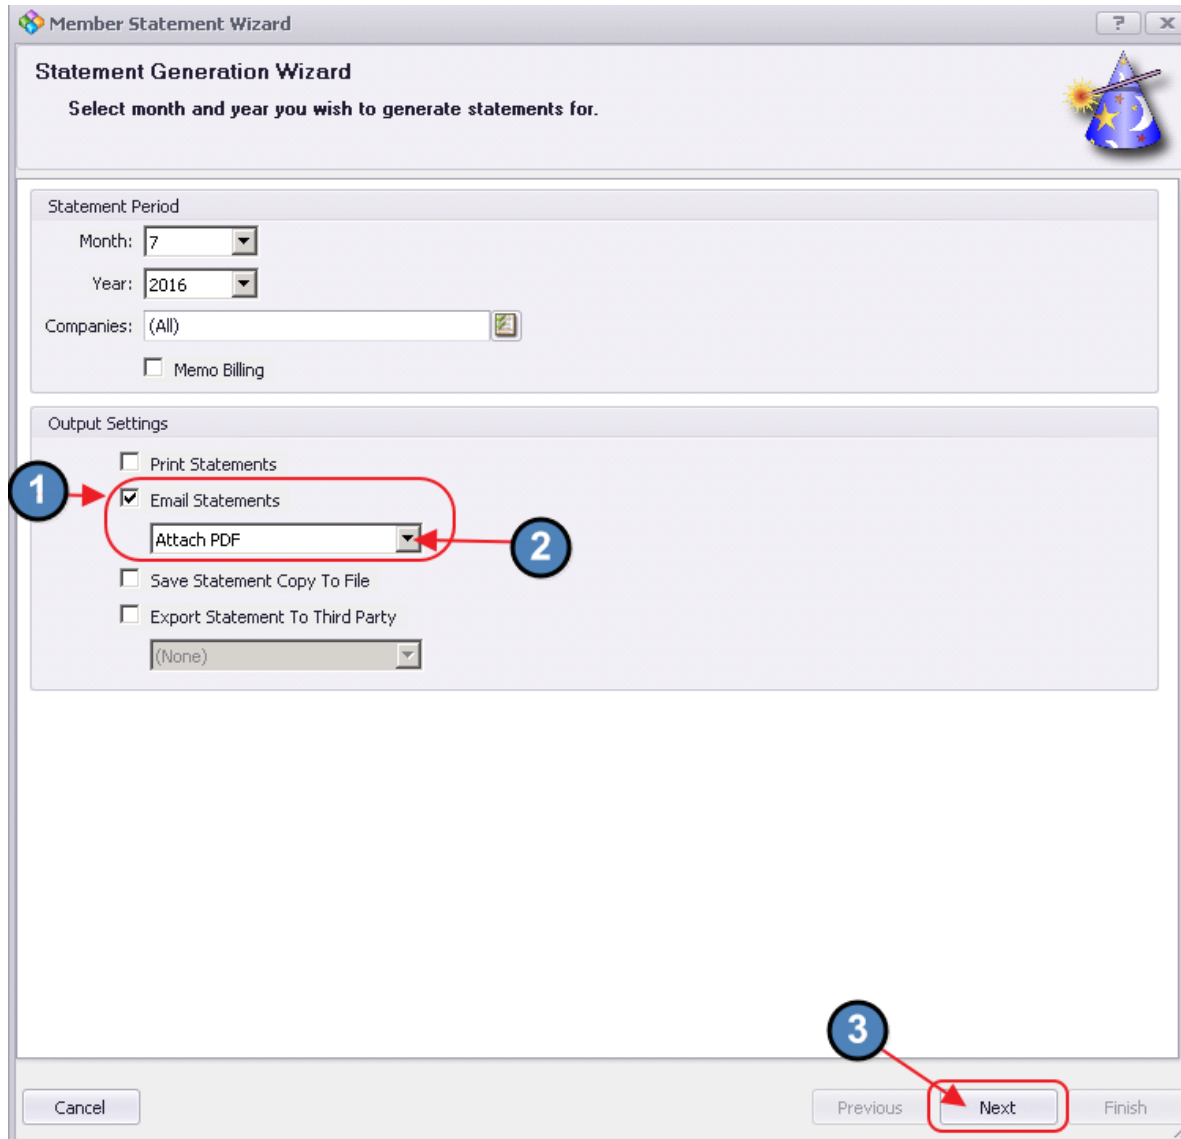 Member Statement Wizard
? x
Statement Generation Wizard
Select month and year you wish to generate statements for.
Statement Period
Month: 7
Year: 2016
Companies: (All)
Memo Billing
Output Settings
Print Statements
1
Email Statements
Attach PDF
2
Save Statement Copy To File
Export Statement To Third Party
(None)
3
Cancel Previous Next Finish